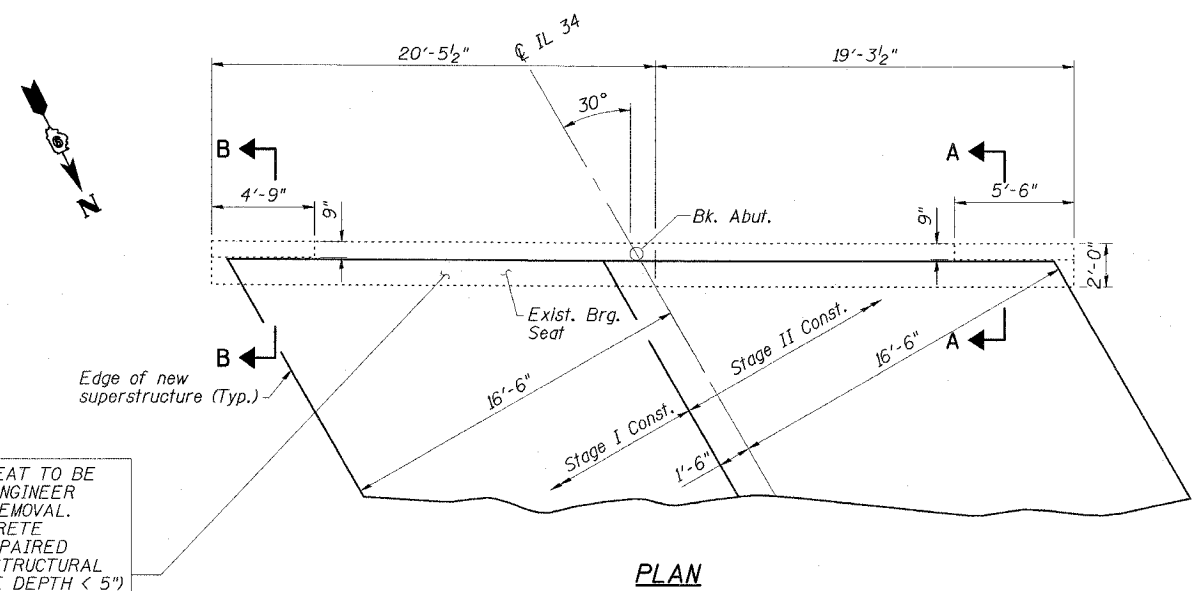 ℄ IL 34
20'-5½"
19'-3½"
30°
B
A
4'-9"
9"
5'-6"
9"
Bk. Abut.
2'-0"
N
Exist. Brg.
Seat
B
A
Edge of new
superstructure (Typ.)
16'-6"
Stage II Const.
16'-6"
Stage I Const.
1'-6"
EAT TO BE
NGINEER
EMOVAL.
RETE
PAIRED
STRUCTURAL
E DEPTH < 5")
PLAN